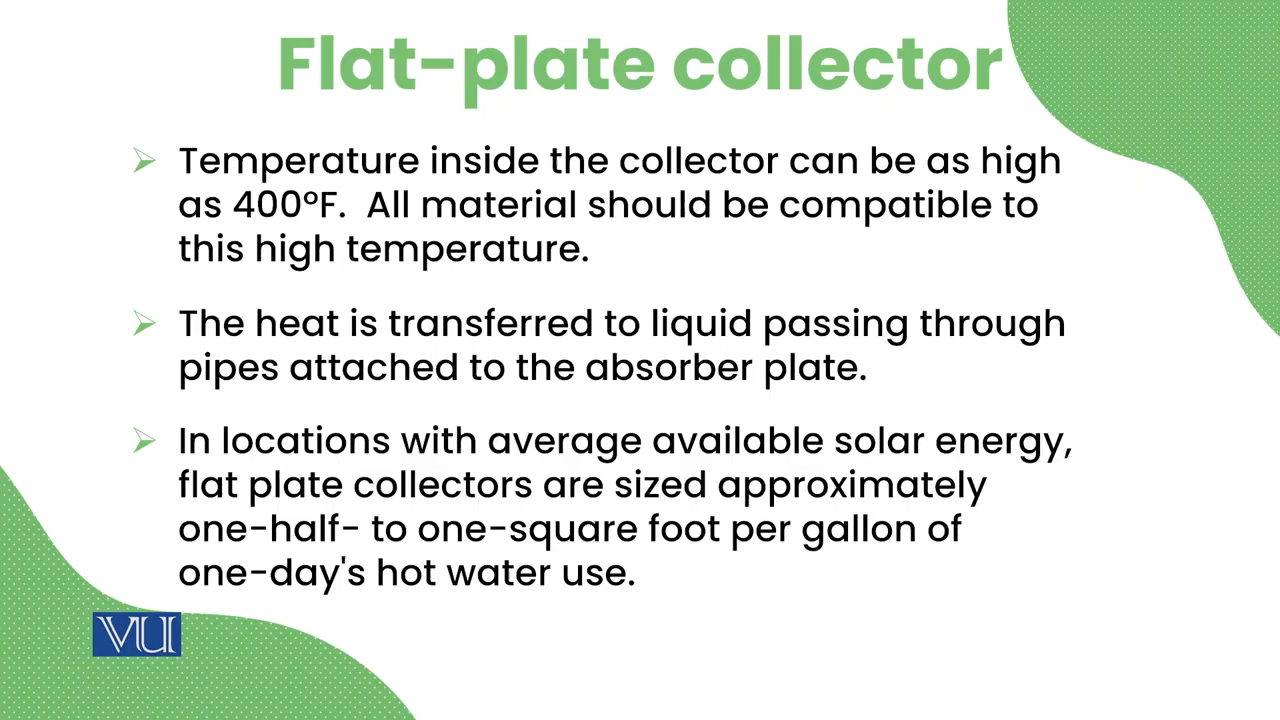 Flat-plate collector
Temperature inside the collector can be as high
as 400°F.  All material should be compatible to
this high temperature.
The heat is transferred to liquid passing through
pipes attached to the absorber plate.
In locations with average available solar energy,
flat plate collectors are sized approximately
one-half- to one-square foot per gallon of
one-day's hot water use.
VU